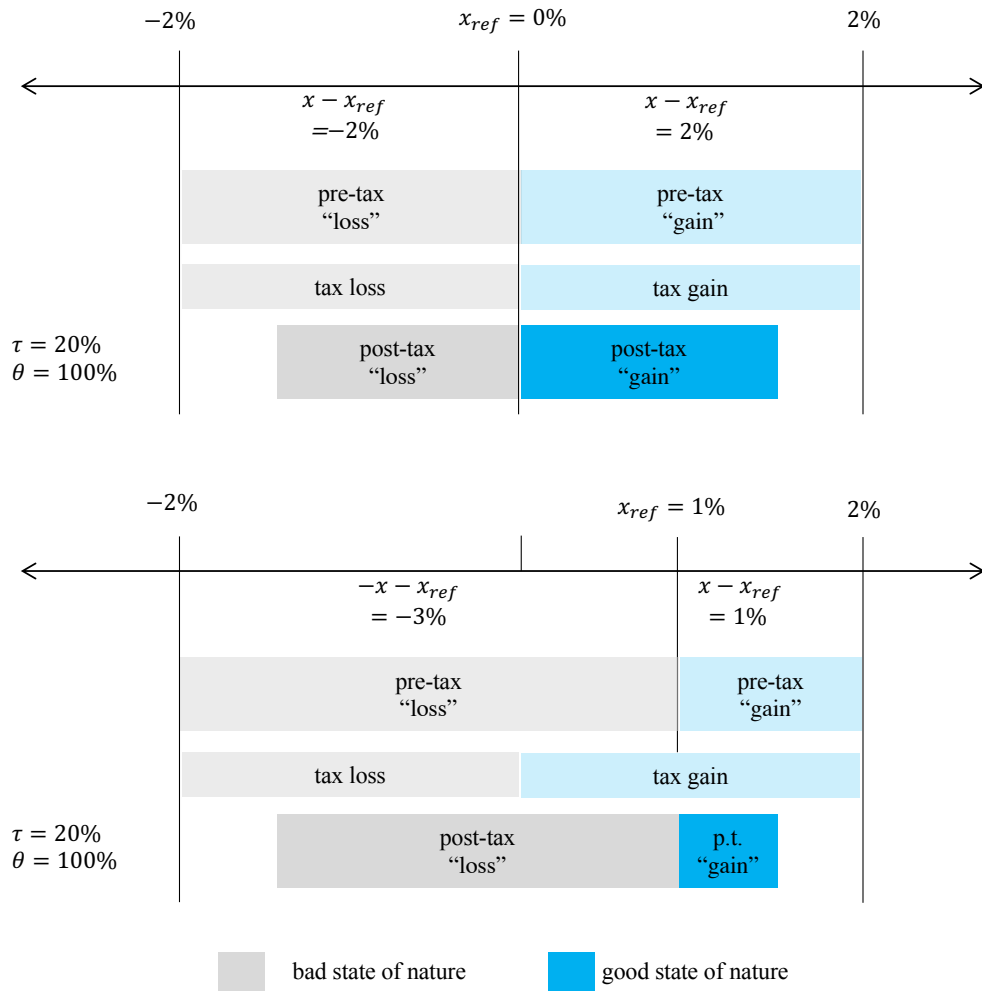 −2%
x_ref = 0%
2%
x − x_ref
=−2%
x − x_ref
= 2%
pre-tax
“loss”
pre-tax
“gain”
tax loss
tax gain
τ = 20%
θ = 100%
post-tax
“loss”
post-tax
“gain”
−2%
x_ref = 1%
2%
−x − x_ref
= −3%
x − x_ref
= 1%
pre-tax
“loss”
pre-tax
“gain”
tax loss
tax gain
τ = 20%
θ = 100%
post-tax
“loss”
p.t.
“gain”
bad state of nature
good state of nature